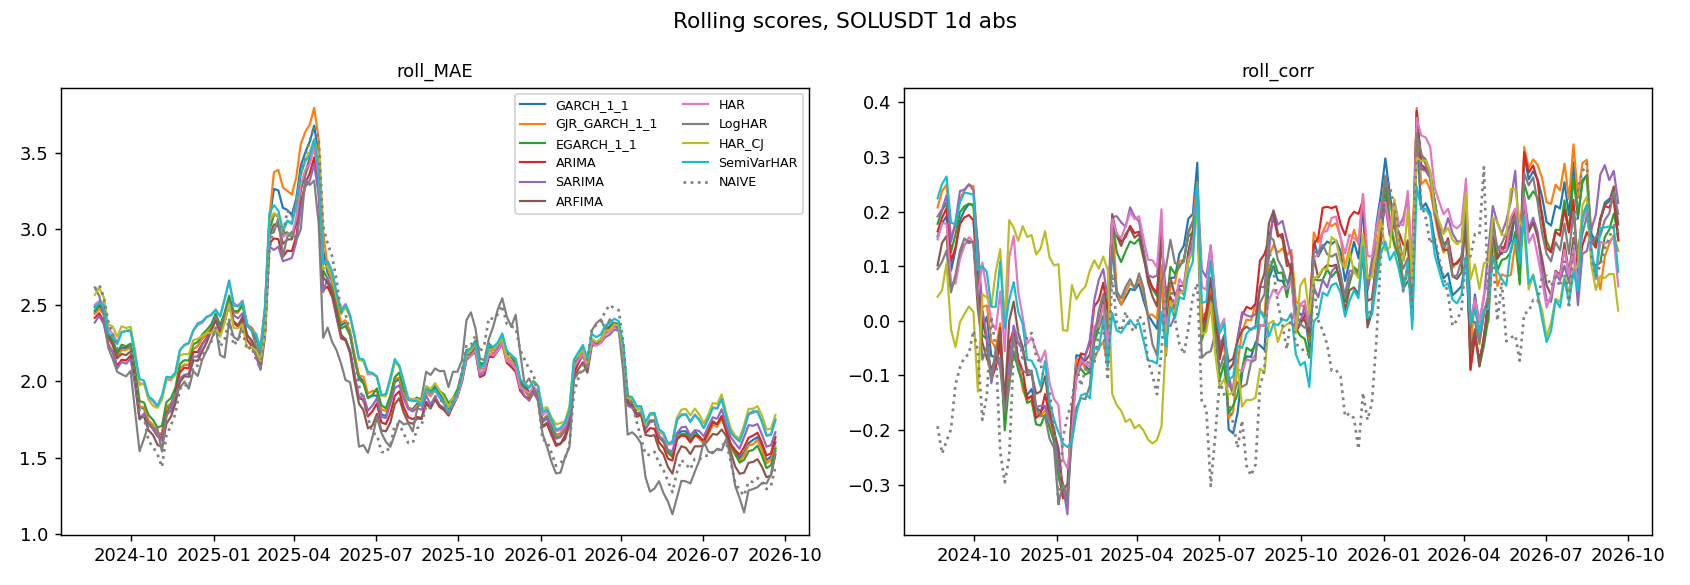 Rolling scores, SOLUSDT 1d abs
roll_MAE
GARCH_1_1
GJR_GARCH_1_1
EGARCH_1_1
ARIMA
SARIMA
ARFIMA
HAR
LogHAR
HAR_CJ
SemiVarHAR
NAIVE
3.5
3.0
2.5
2.0
1.5
1.0
2024-10 2025-01 2025-04 2025-07 2025-10 2026-01 2026-04 2026-07 2026-10
roll_corr
0.4
0.3
0.2
0.1
0.0
−0.1
−0.2
−0.3
2024-10 2025-01 2025-04 2025-07 2025-10 2026-01 2026-04 2026-07 2026-10